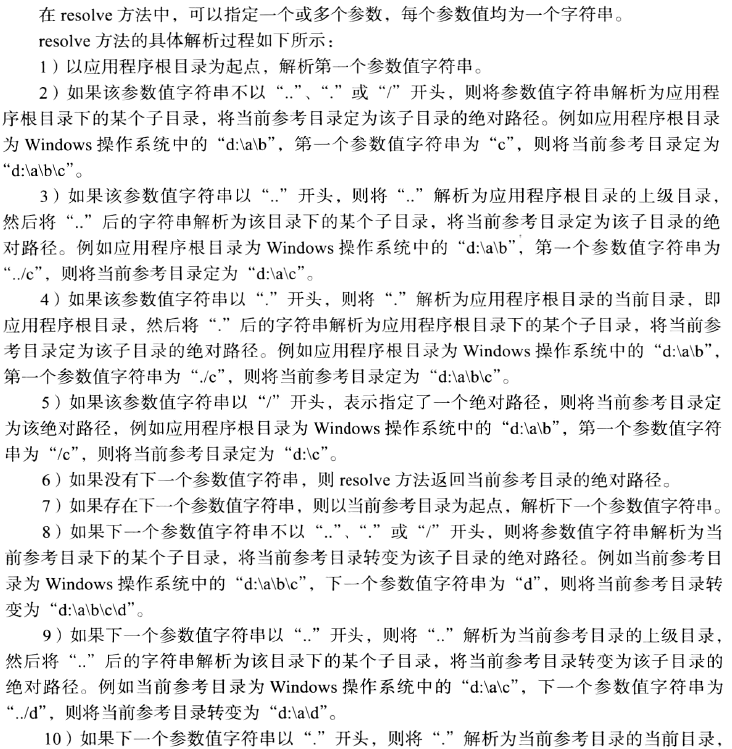 在 resolve 方法中，可以指定一个或多个参数，每个参数值均为一个字符串。
resolve 方法的具体解析过程如下所示：
1）以应用程序根目录为起点，解析第一个参数值字符串。
2）如果该参数值字符串不以“..”、“.”或“/”开头，则将参数值字符串解析为应用程
序根目录下的某个子目录，将当前参考目录定为该子目录的绝对路径。例如应用程序根目录
为 Windows 操作系统中的“d:\a\b”，第一个参数值字符串为“c”，则将当前参考目录定为
“d:\a\b\c”。
3）如果该参数值字符串以“..”开头，则将“..”解析为应用程序根目录的上级目录，
然后将“..”后的字符串解析为该目录下的某个子目录，将当前参考目录定为该子目录的绝
对路径。例如应用程序根目录为 Windows 操作系统中的“d:\a\b”，第一个参数值字符串为
“../c”，则将当前参考目录定为“d:\a\c”。
4）如果该参数值字符串以“.”开头，则将“.”解析为应用程序根目录的当前目录，即
应用程序根目录，然后将“.”后的字符串解析为应用程序根目录下的某个子目录，将当前参
考目录定为该子目录的绝对路径。例如应用程序根目录为 Windows 操作系统中的“d:\a\b”，
第一个参数值字符串为“./c”，则将当前参考目录定为“d:\a\b\c”。
5）如果该参数值字符串以“/”开头，表示指定了一个绝对路径，则将当前参考目录定
为该绝对路径，例如应用程序根目录为 Windows 操作系统中的“d:\a\b”，第一个参数值字符
串为“/c”，则将当前参考目录定为“d:\c”。
6）如果没有下一个参数值字符串，则 resolve 方法返回当前参考目录的绝对路径。
7）如果存在下一个参数值字符串，则以当前参考目录为起点，解析下一个参数值字符串。
8）如果下一个参数值字符串不以“..”、“.”或“/”开头，则将参数值字符串解析为当
前参考目录下的某个子目录，将当前参考目录转变为该子目录的绝对路径。例如当前参考目
录为 Windows 操作系统中的“d:\a\b\c”，下一个参数值字符串为“d”，则将当前参考目录转
变为“d:\a\b\c\d”。
9）如果下一个参数值字符串以“..”开头，则将“..”解析为当前参考目录的上级目录，
然后将“..”后的字符串解析为该目录下的某个子目录，将当前参考目录转变为该子目录的
绝对路径。例如当前参考目录为 Windows 操作系统中的“d:\a\c”，下一个参数值字符串为
“../d”，则将当前参考目录转变为“d:\a\d”。
10）如果下一个参数值字符串以“.”开头，则将“.”解析为当前参考目录的当前目录，